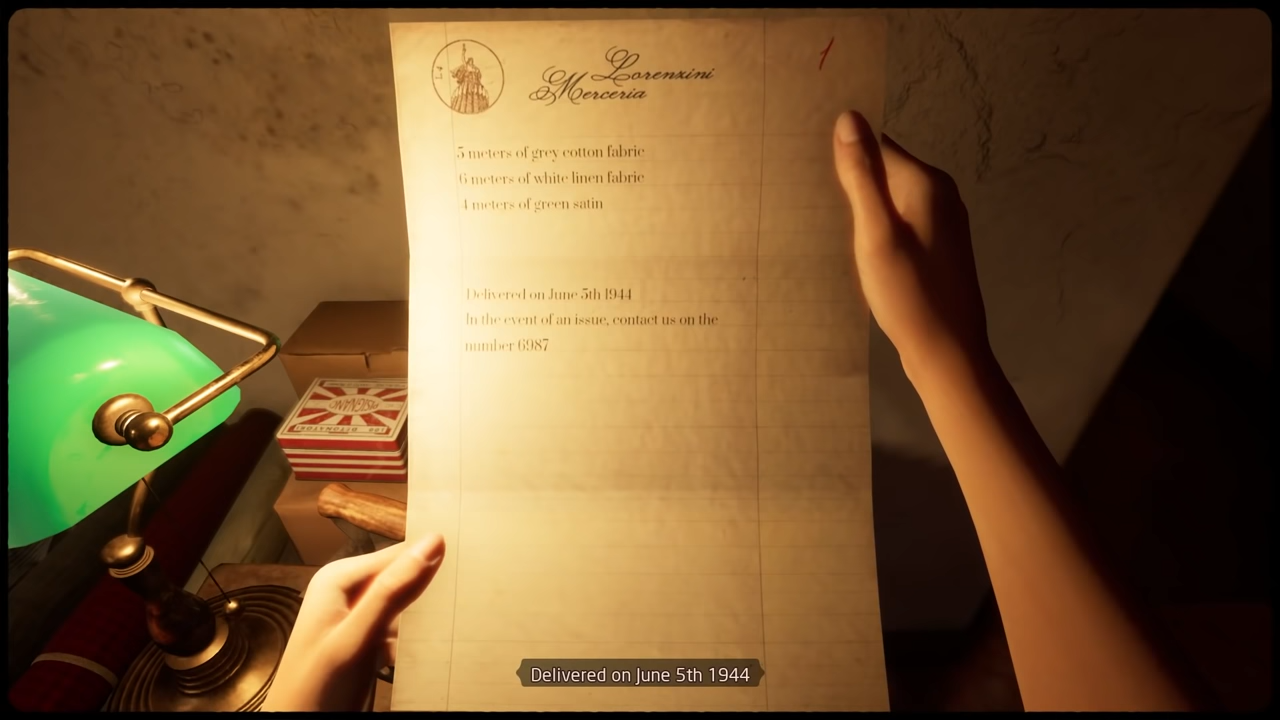 Lorenzini
Merceria
1
5 meters of grey cotton fabric
6 meters of white linen fabric
4 meters of green satin
Delivered on June 5th 1944
In the event of an issue, contact us on the
number 6987
Delivered on June 5th 1944